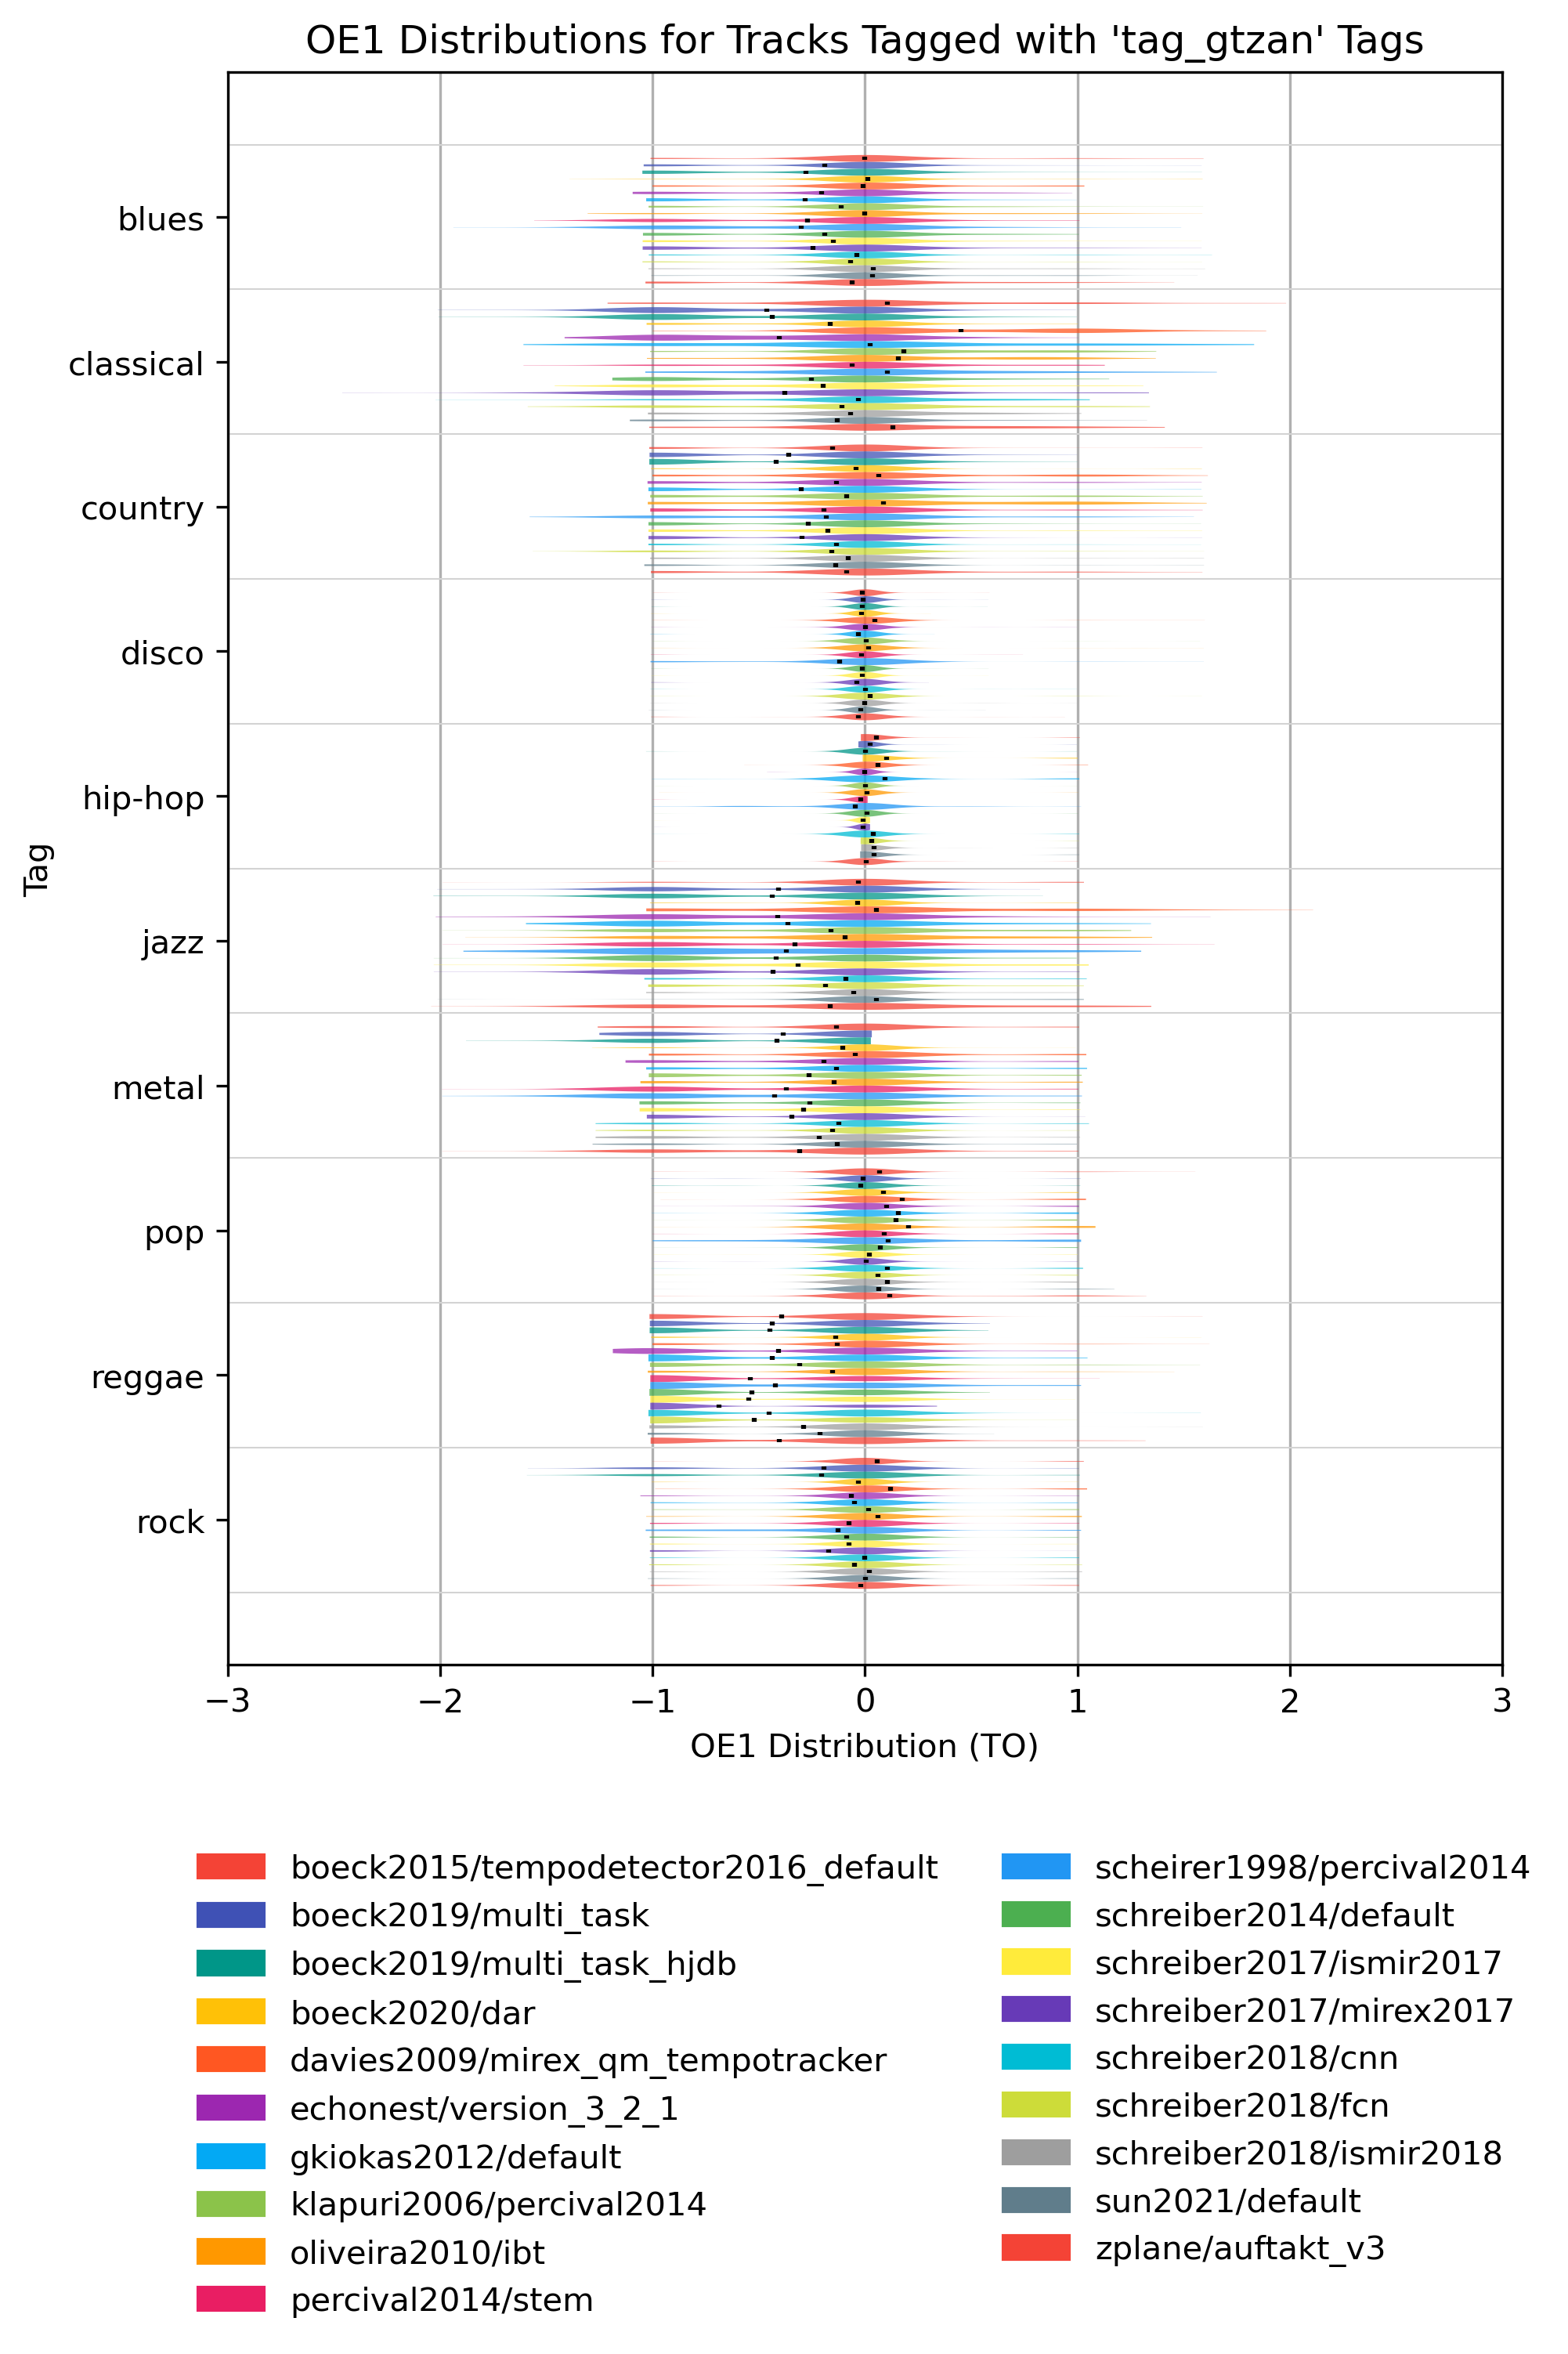 OE1 Distributions for Tracks Tagged with 'tag_gtzan' Tags
Tag
blues
classical
country
disco
hip-hop
jazz
metal
pop
reggae
rock
−3 −2 −1 0 1 2 3
OE1 Distribution (TO)
boeck2015/tempodetector2016_default
boeck2019/multi_task
boeck2019/multi_task_hjdb
boeck2020/dar
davies2009/mirex_qm_tempotracker
echonest/version_3_2_1
gkiokas2012/default
klapuri2006/percival2014
oliveira2010/ibt
percival2014/stem
scheirer1998/percival2014
schreiber2014/default
schreiber2017/ismir2017
schreiber2017/mirex2017
schreiber2018/cnn
schreiber2018/fcn
schreiber2018/ismir2018
sun2021/default
zplane/auftakt_v3